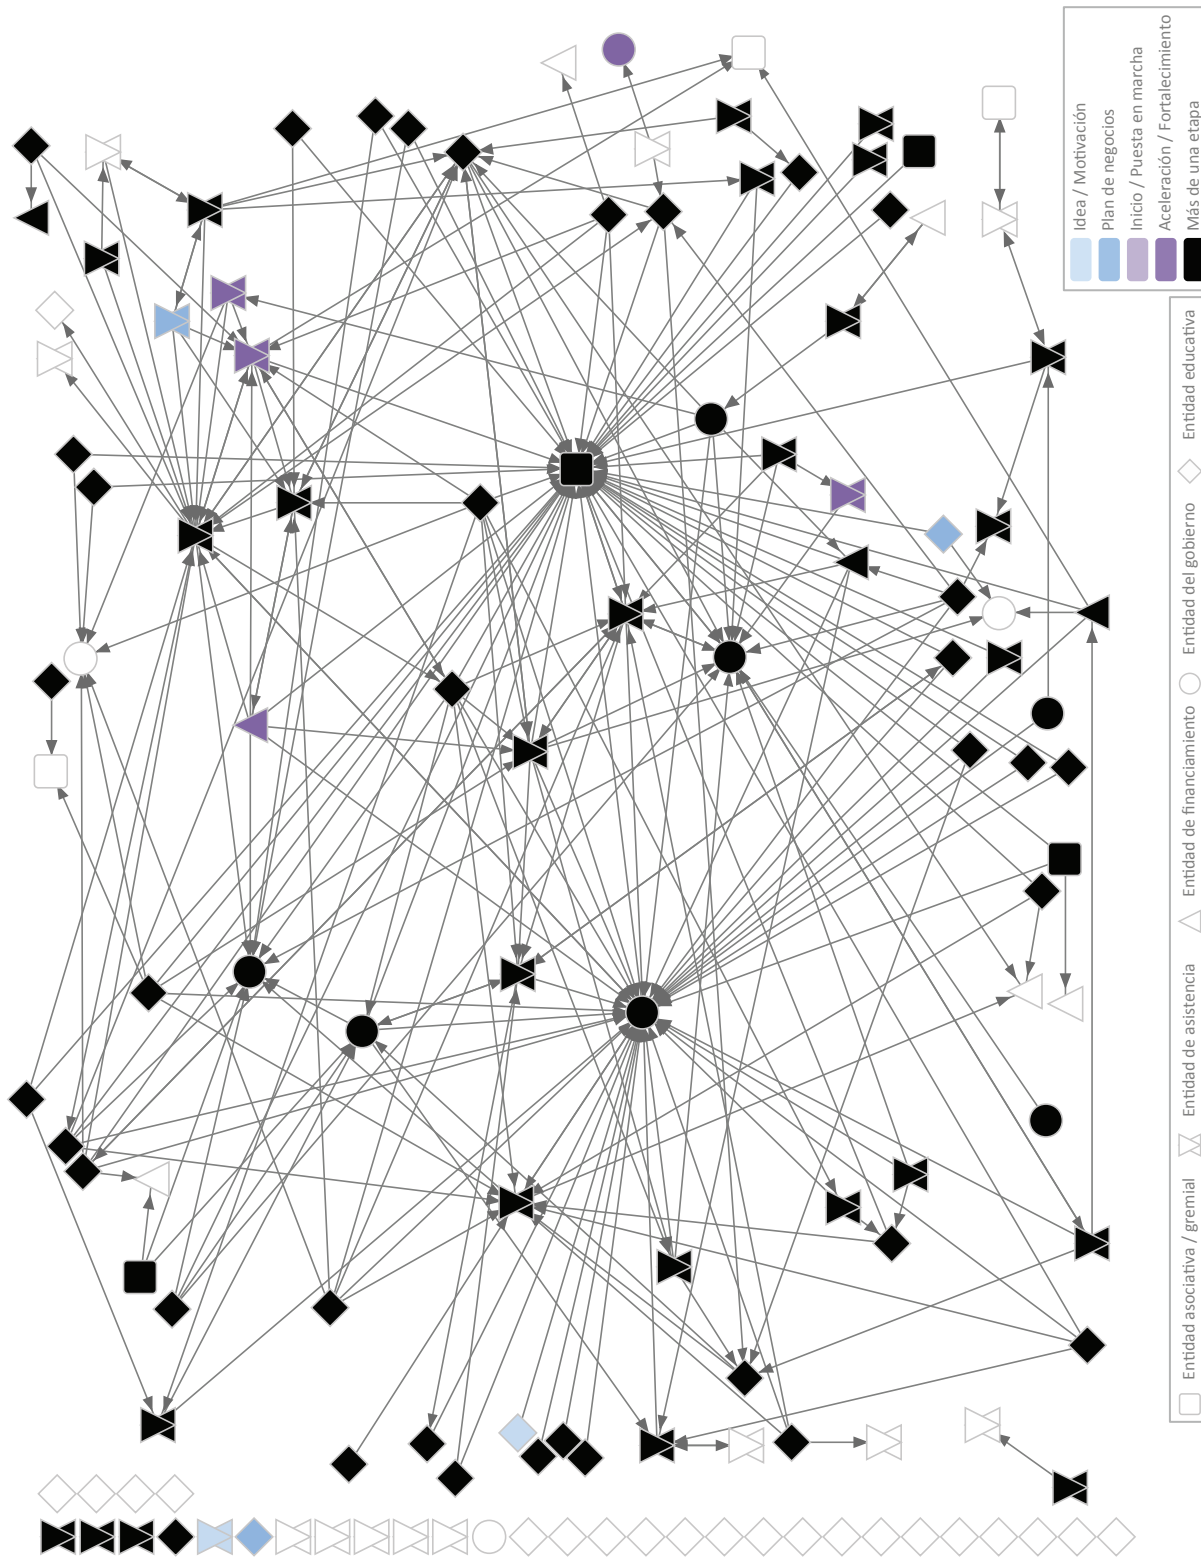 Idea / Motivación
Plan de negocios
Inicio / Puesta en marcha
Aceleración / Fortalecimiento
Más de una etapa
Entidad asociativa / gremial
Entidad de asistencia
Entidad de financiamiento
Entidad del gobierno
Entidad educativa